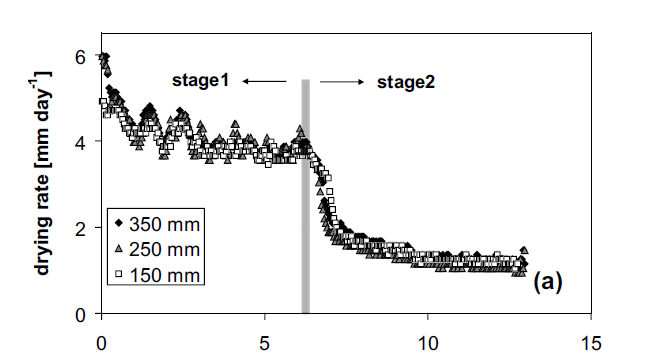 6
stage1
stage2
4
drying rate [mm day-1]
2
350 mm
250 mm
150 mm
(a)
0
0
5
10
15